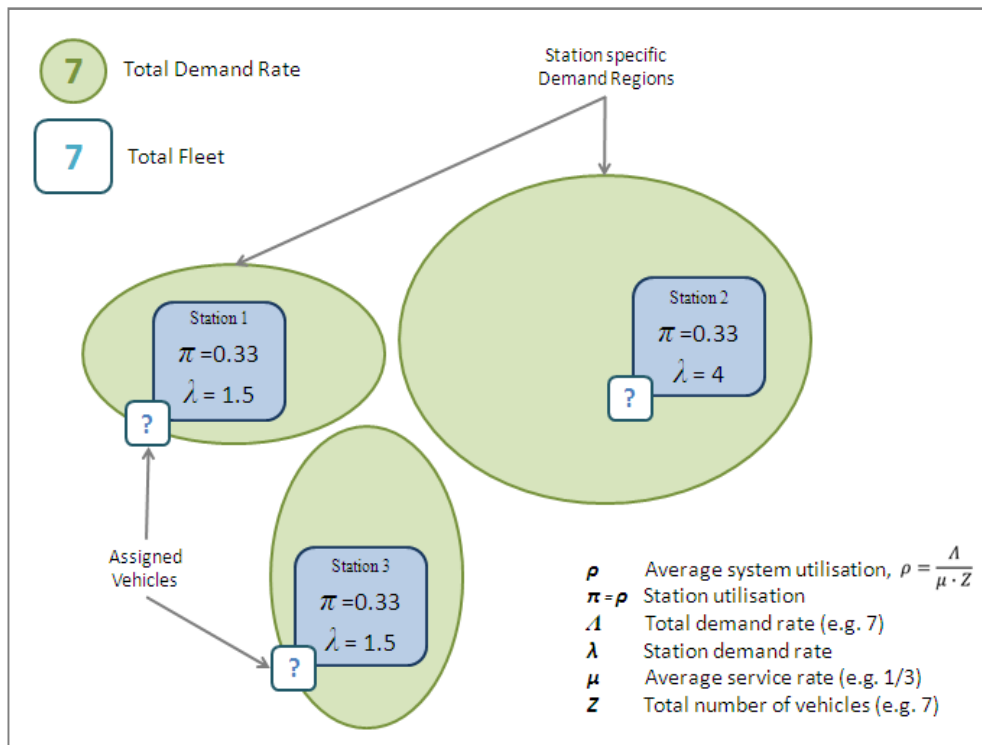 7
Total Demand Rate
7
Total Fleet
Station specific
Demand Regions
Station 1
π =0.33
λ = 1.5
?
Station 2
π =0.33
λ = 4
?
Assigned
Vehicles
Station 3
π =0.33
λ = 1.5
?
ρ Average system utilisation, ρ = Λ / μ · Z
π = ρ Station utilisation
Λ Total demand rate (e.g. 7)
λ Station demand rate
μ Average service rate (e.g. 1/3)
Z Total number of vehicles (e.g. 7)